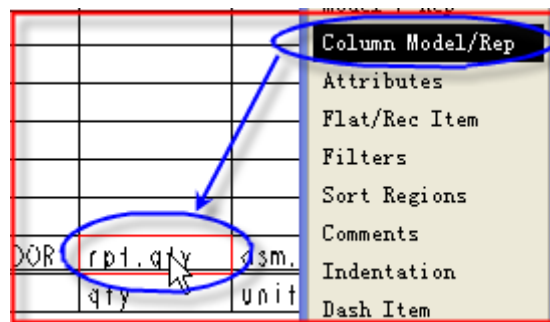 Column Model/Rep
Attributes
Flat/Rec Item
Filters
Sort Regions
Comments
Indentation
Dash Item
rpt.qty
qty
unit